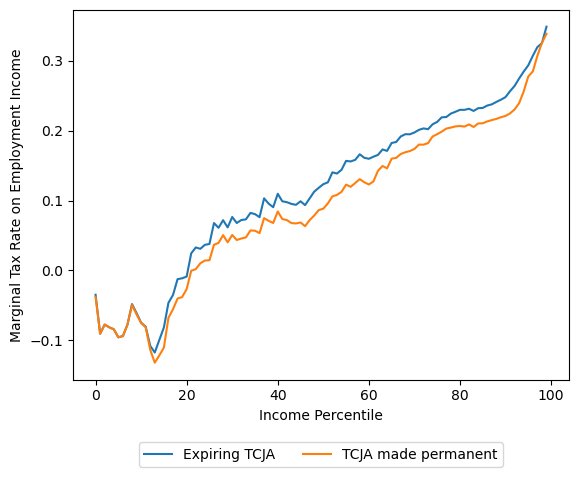 Marginal Tax Rate on Employment Income
0.3
0.2
0.1
0.0
−0.1
0 20 40 60 80 100
Income Percentile
Expiring TCJA TCJA made permanent